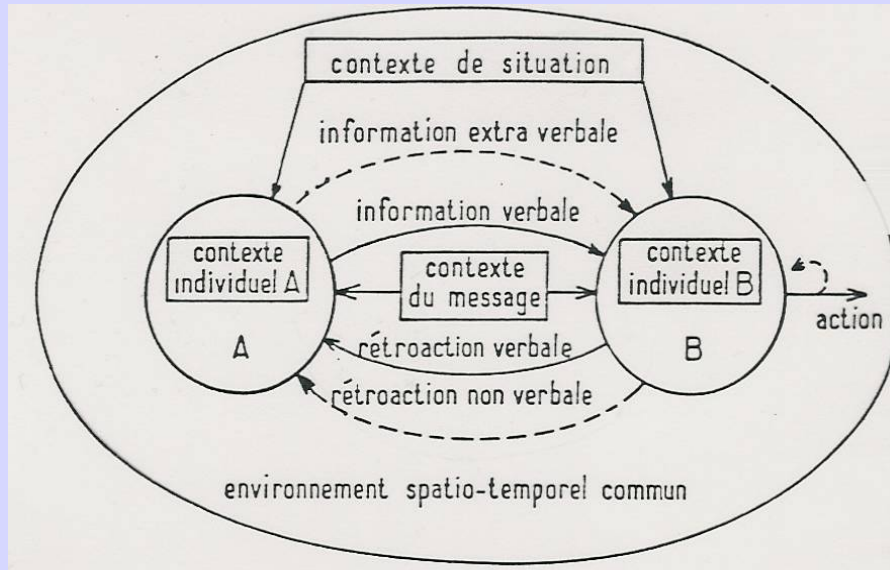 contexte de situation
information extra verbale
information verbale
contexte
individuel A
contexte
du message
contexte
individuel B
action
A
B
rétroaction verbale
rétroaction non verbale
environnement spatio-temporel commun